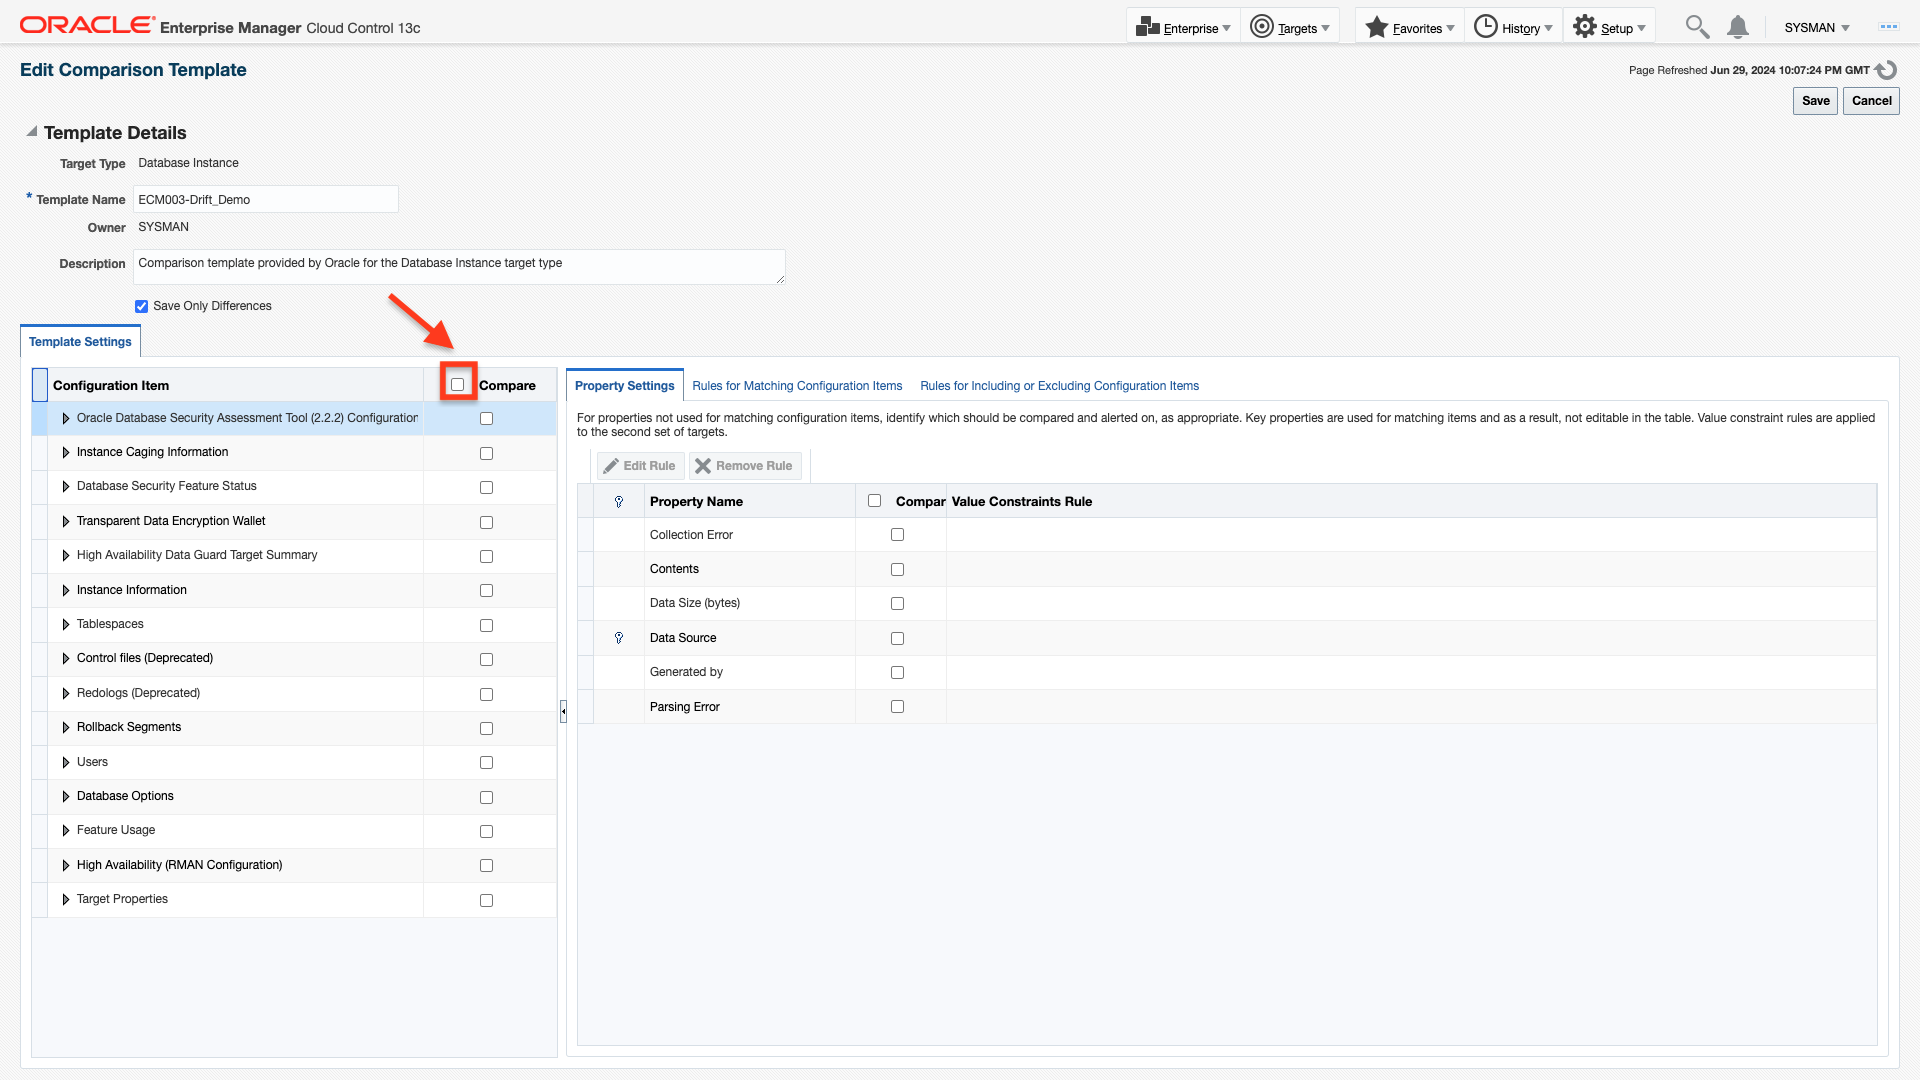 ORACLE Enterprise Manager Cloud Control 13c
Enterprise Targets Favorites History Setup SYSMAN
Edit Comparison Template
Page Refreshed Jun 29, 2024 10:07:24 PM GMT
Save Cancel
Template Details
Target Type Database Instance
* Template Name ECM003-Drift_Demo
Owner SYSMAN
Description Comparison template provided by Oracle for the Database Instance target type
Save Only Differences
Template Settings
Configuration Item Compare
Oracle Database Security Assessment Tool (2.2.2) Configuration
Instance Caging Information
Database Security Feature Status
Transparent Data Encryption Wallet
High Availability Data Guard Target Summary
Instance Information
Tablespaces
Control files (Deprecated)
Redologs (Deprecated)
Rollback Segments
Users
Database Options
Feature Usage
High Availability (RMAN Configuration)
Target Properties
Property Settings Rules for Matching Configuration Items Rules for Including or Excluding Configuration Items
For properties not used for matching configuration items, identify which should be compared and alerted on, as appropriate. Key properties are used for matching items and as a result, not editable in the table. Value constraint rules are applied
to the second set of targets.
Edit Rule Remove Rule
Property Name Compar Value Constraints Rule
Collection Error
Contents
Data Size (bytes)
Data Source
Generated by
Parsing Error